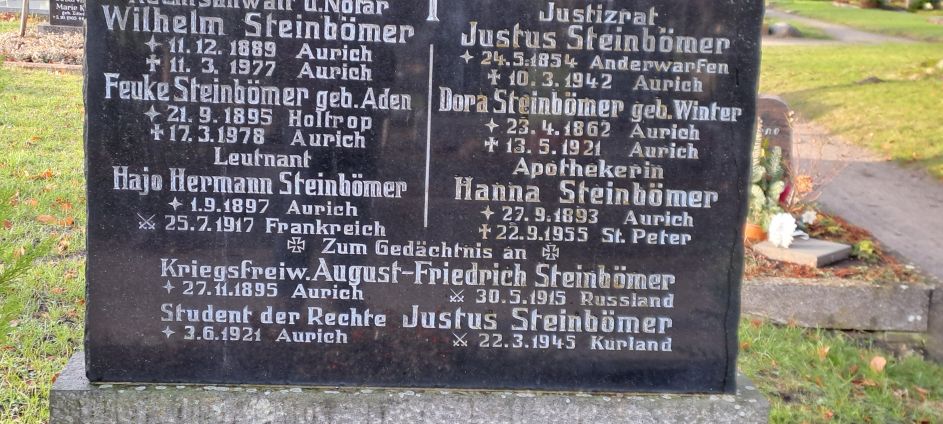 Rechtsanwalt u. Notar
Wilhelm Steinbömer
11.12.1889 Aurich
11. 3. 1977 Aurich
Feuke Steinbömer geb. Aden
21.9.1895 Holtrop
17.3.1978 Aurich
Leutnant
Hajo Hermann Steinbömer
1.9.1897 Aurich
25.7.1917 Frankreich
Justizrat
Justus Steinbömer
24.5.1854 Anderwarfen
10.3.1942 Aurich
Dora Steinbömer geb. Winter
23.4.1862 Aurich
13.5.1921 Aurich
Apothekerin
Hanna Steinbömer
27.9.1893 Aurich
22.9.1955 St. Peter
Zum Gedächtnis an
Kriegsfreiw. August-Friedrich Steinbömer
27.11.1895 Aurich 30.5.1915 Russland
Student der Rechte Justus Steinbömer
3.6.1921 Aurich 22.3.1945 Kurland